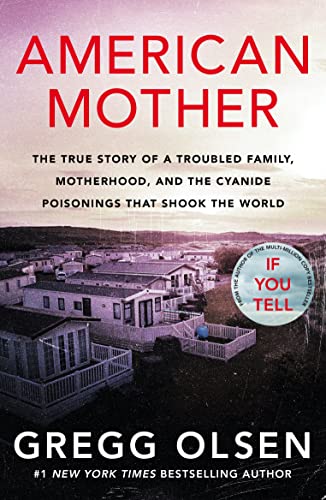 AMERICAN
MOTHER
THE TRUE STORY OF A TROUBLED FAMILY,
MOTHERHOOD, AND THE CYANIDE
POISONINGS THAT SHOOK THE WORLD
FROM THE AUTHOR OF THE MULTI-MILLION COPY BESTSELLER
IF
YOU
TELL
GREGG OLSEN
#1 NEW YORK TIMES BESTSELLING AUTHOR